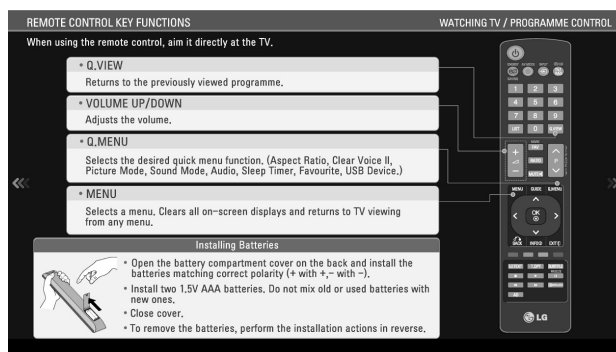 REMOTE CONTROL KEY FUNCTIONS
WATCHING TV / PROGRAMME CONTROL
When using the remote control, aim it directly at the TV.
• Q.VIEW
Returns to the previously viewed programme.
• VOLUME UP/DOWN
Adjusts the volume.
• Q.MENU
Selects the desired quick menu function. (Aspect Ratio, Clear Voice II,
Picture Mode, Sound Mode, Audio, Sleep Timer, Favourite, USB Device.)
• MENU
Selects a menu. Clears all on-screen displays and returns to TV viewing
from any menu.
Installing Batteries
• Open the battery compartment cover on the back and install the
batteries matching correct polarity (+ with +,- with -).
• Install two 1,5V AAA batteries. Do not mix old or used batteries with
new ones.
• Close cover.
• To remove the batteries, perform the installation actions in reverse.
1 2 3
4 5 6
7 8 9
LIST 0 Q.VIEW
+ FAV
P
MUTE
MENU GUIDE Q.MENU
OK
BACK INFO EXIT
T.OPT SUBTITLE
AD
LG